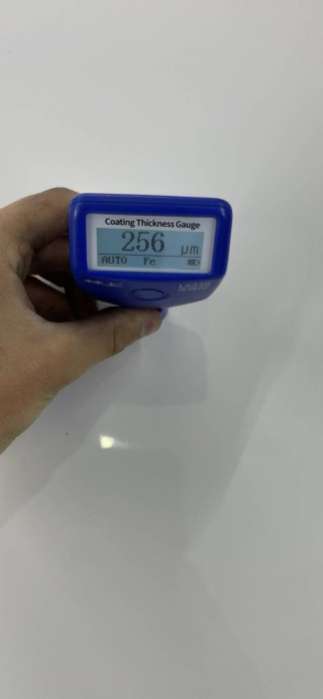 Coating Thickness Gauge
256 μm
AUTO Fe